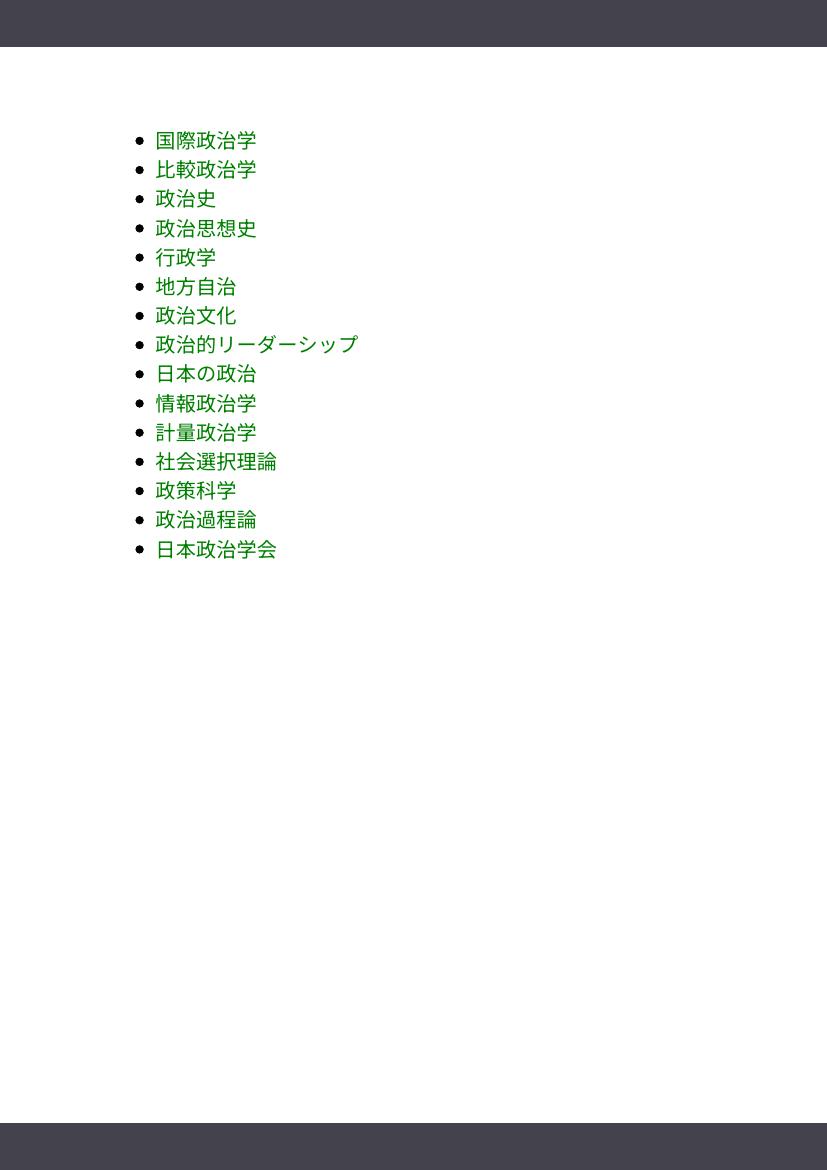 国際政治学
比較政治学
政治史
政治思想史
行政学
地方自治
政治文化
政治的リーダーシップ
日本の政治
情報政治学
計量政治学
社会選択理論
政策科学
政治過程論
日本政治学会